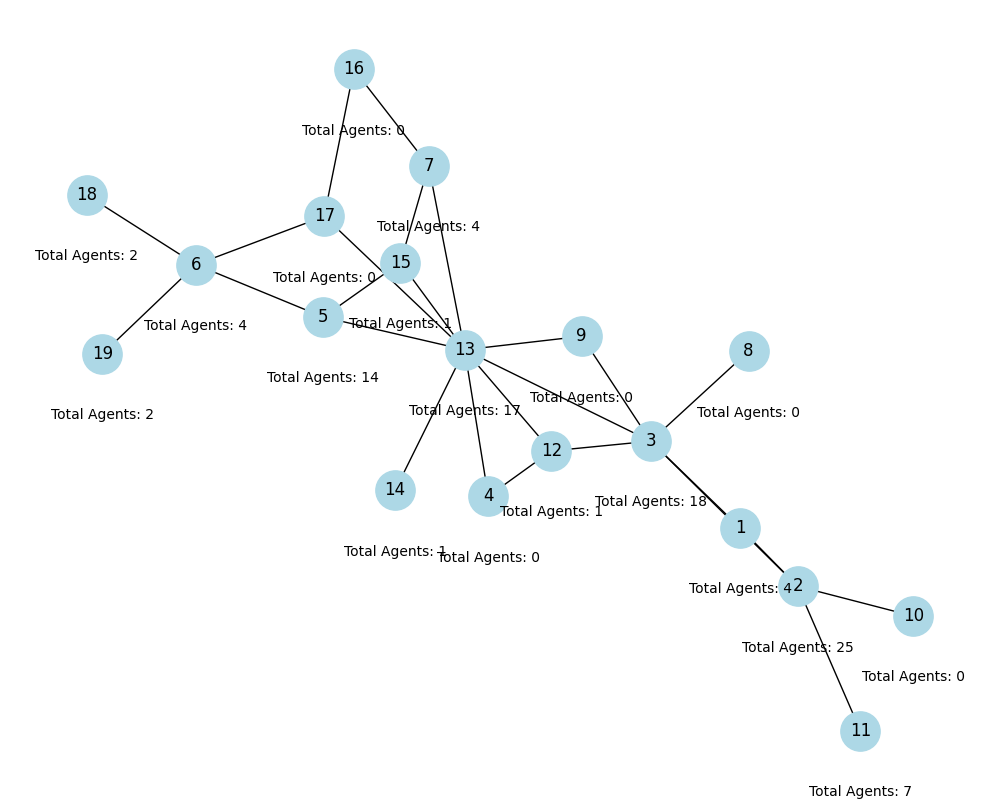 16
Total Agents: 0
7
18
17
Total Agents: 4
Total Agents: 2
6
15
Total Agents: 0
5
Total Agents: 4
Total Agents: 1
9
13
8
19
Total Agents: 14
Total Agents: 0
Total Agents: 17
Total Agents: 0
Total Agents: 2
3
12
14
4
Total Agents: 18
Total Agents: 1
1
Total Agents: 1
Total Agents: 0
2
Total Agents: 4
10
Total Agents: 25
Total Agents: 0
11
Total Agents: 7